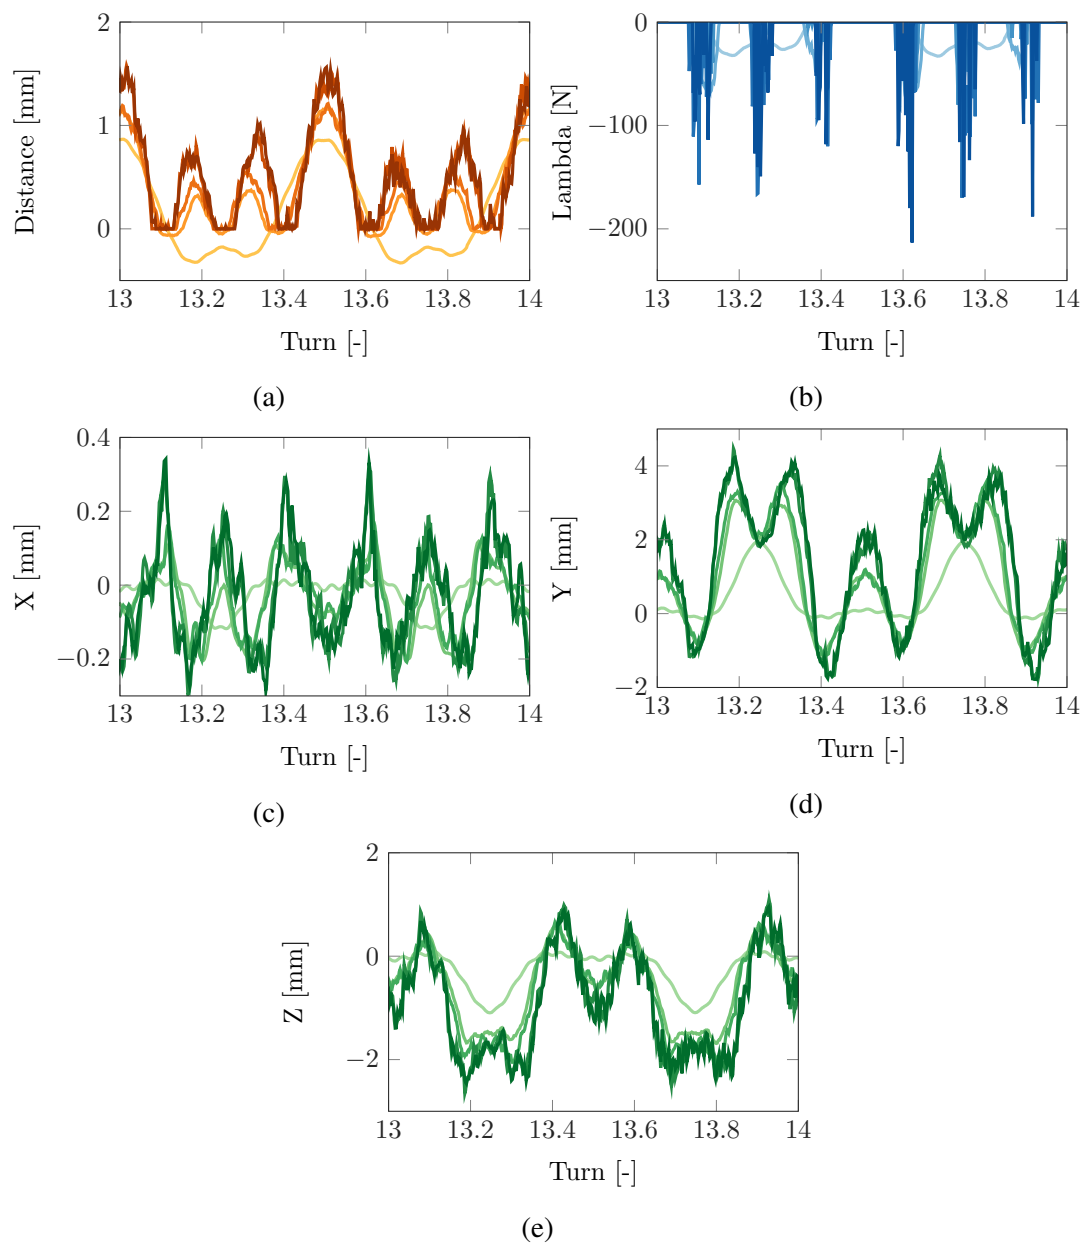 2
1
0
Distance [mm]
13 13.2 13.4 13.6 13.8 14
Turn [-]
(a)
0
−100
−200
Lambda [N]
13 13.2 13.4 13.6 13.8 14
Turn [-]
(b)
0.4
0.2
0
−0.2
X [mm]
13 13.2 13.4 13.6 13.8 14
Turn [-]
(c)
4
2
0
−2
Y [mm]
13 13.2 13.4 13.6 13.8 14
Turn [-]
(d)
2
0
−2
Z [mm]
13 13.2 13.4 13.6 13.8 14
Turn [-]
(e)